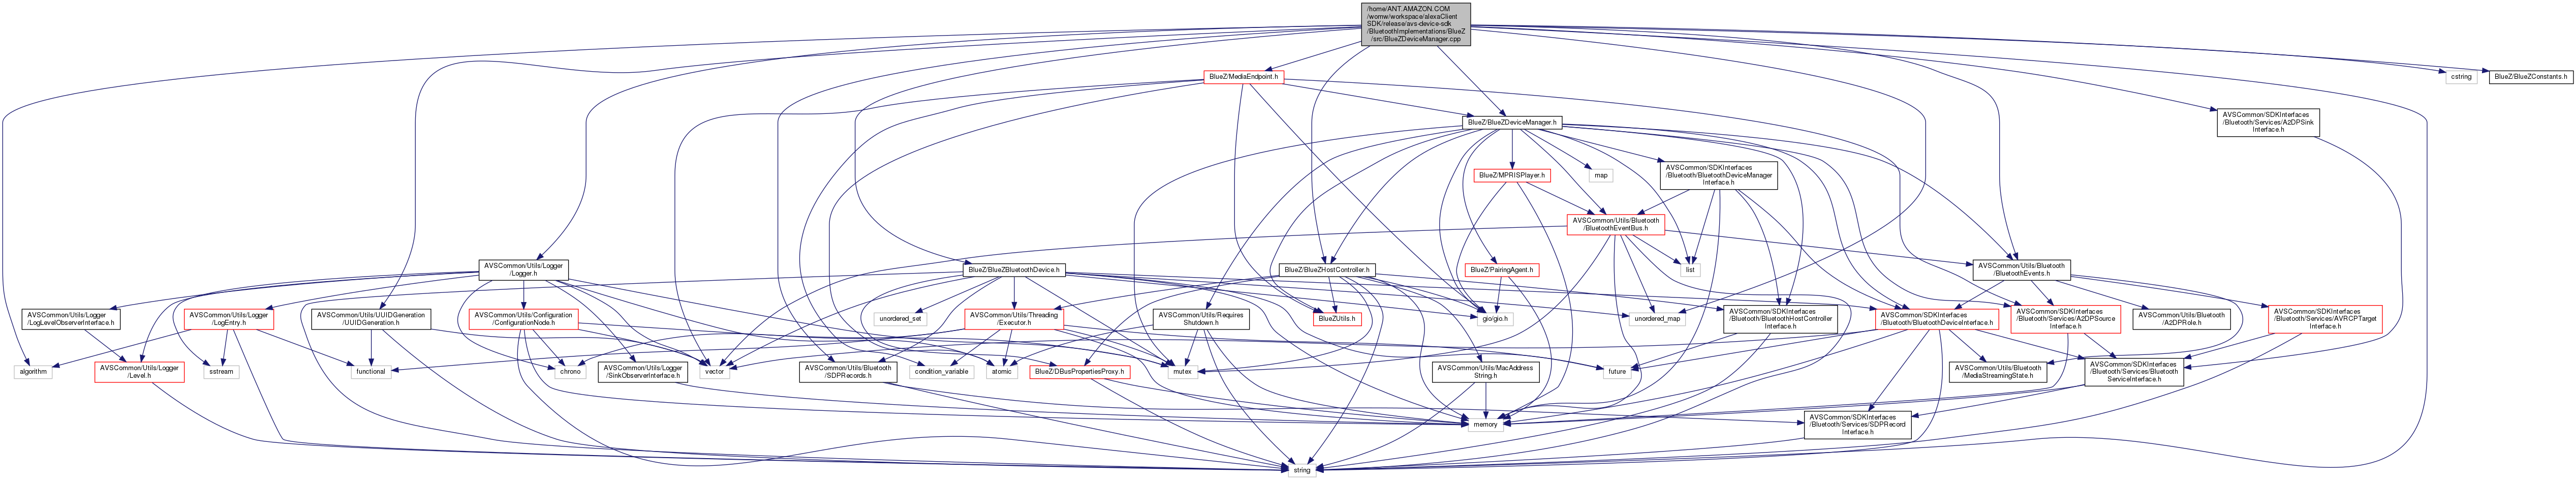 /home/ANT.AMAZON.COM
/womw/workspace/alexaClient
SDK/release/avs-device-sdk
/BluetoothImplementations/BlueZ
/src/BlueZDeviceManager.cpp
BlueZ/MediaEndpoint.h
cstring
BlueZ/BlueZConstants.h
BlueZ/BlueZDeviceManager.h
AVSCommon/SDKInterfaces
/Bluetooth/Services/A2DPSink
Interface.h
BlueZ/MPRISPlayer.h
map
AVSCommon/SDKInterfaces
/Bluetooth/BluetoothDeviceManager
Interface.h
AVSCommon/Utils/Bluetooth
/BluetoothEventBus.h
AVSCommon/Utils/Logger
/Logger.h
BlueZ/BlueZBluetoothDevice.h
BlueZ/BlueZHostController.h
BlueZ/PairingAgent.h
list
AVSCommon/Utils/Bluetooth
/BluetoothEvents.h
AVSCommon/Utils/Logger
/LogLevelObserverInterface.h
AVSCommon/Utils/Logger
/LogEntry.h
AVSCommon/Utils/UUIDGeneration
/UUIDGeneration.h
AVSCommon/Utils/Configuration
/ConfigurationNode.h
unordered_set
AVSCommon/Utils/Threading
/Executor.h
AVSCommon/Utils/Requires
Shutdown.h
BlueZUtils.h
gio/gio.h
unordered_map
AVSCommon/SDKInterfaces
/Bluetooth/BluetoothHostController
Interface.h
AVSCommon/SDKInterfaces
/Bluetooth/BluetoothDeviceInterface.h
AVSCommon/SDKInterfaces
/Bluetooth/Services/A2DPSource
Interface.h
AVSCommon/Utils/Bluetooth
/A2DPRole.h
AVSCommon/SDKInterfaces
/Bluetooth/Services/AVRCPTarget
Interface.h
algorithm
AVSCommon/Utils/Logger
/Level.h
sstream
functional
chrono
AVSCommon/Utils/Logger
/SinkObserverInterface.h
vector
AVSCommon/Utils/Bluetooth
/SDPRecords.h
condition_variable
atomic
BlueZ/DBusPropertiesProxy.h
mutex
AVSCommon/Utils/MacAddress
String.h
future
AVSCommon/Utils/Bluetooth
/MediaStreamingState.h
AVSCommon/SDKInterfaces
/Bluetooth/Services/Bluetooth
ServiceInterface.h
memory
AVSCommon/SDKInterfaces
/Bluetooth/Services/SDPRecord
Interface.h
string